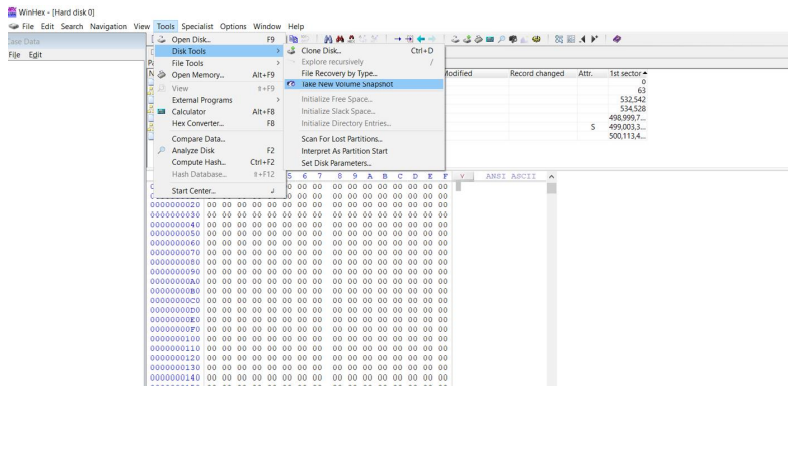 WinHex - [Hard disk 0]
File Edit Search Navigation View Tools Specialist Options Window Help
Case Data
File Edit
Open Disk... F9
Disk Tools
File Tools
Open Memory... Alt+F9
View ⇧+F9
External Programs
Calculator Alt+F8
Hex Converter... F8
Compare Data...
Analyze Disk F2
Compute Hash... Ctrl+F2
Hash Database... ⇧+F12
Start Center... ↲
Clone Disk... Ctrl+D
Explore recursively /
File Recovery by Type...
Take New Volume Snapshot
Initialize Free Space...
Initialize Slack Space...
Initialize Directory Entries...
Scan For Lost Partitions...
Interpret As Partition Start
Set Disk Parameters...
Modified Record changed Attr. 1st sector
0
63
532,542
534,528
498,999,7...
S 499,003,3...
500,113,4...
5 6 7 8 9 A B C D E F ANSI ASCII
0 00 00 00 00 00 00 00 00 00 00
0 00 00 00 00 00 00 00 00 00 00
0000000020 00 00 00 00 00 00 00 00 00 00 00 00 00 00 00 00
◊◊◊◊◊◊◊◊30 ◊◊ ◊◊ ◊◊ ◊◊ ◊◊ ◊◊ ◊◊ ◊◊ ◊◊ ◊◊ ◊◊ ◊◊ ◊◊ ◊◊ ◊◊ ◊◊
0000000040 00 00 00 00 00 00 00 00 00 00 00 00 00 00 00 00
0000000050 00 00 00 00 00 00 00 00 00 00 00 00 00 00 00 00
0000000060 00 00 00 00 00 00 00 00 00 00 00 00 00 00 00 00
0000000070 00 00 00 00 00 00 00 00 00 00 00 00 00 00 00 00
0000000080 00 00 00 00 00 00 00 00 00 00 00 00 00 00 00 00
0000000090 00 00 00 00 00 00 00 00 00 00 00 00 00 00 00 00
00000000A0 00 00 00 00 00 00 00 00 00 00 00 00 00 00 00 00
00000000B0 00 00 00 00 00 00 00 00 00 00 00 00 00 00 00 00
00000000C0 00 00 00 00 00 00 00 00 00 00 00 00 00 00 00 00
00000000D0 00 00 00 00 00 00 00 00 00 00 00 00 00 00 00 00
00000000E0 00 00 00 00 00 00 00 00 00 00 00 00 00 00 00 00
00000000F0 00 00 00 00 00 00 00 00 00 00 00 00 00 00 00 00
0000000100 00 00 00 00 00 00 00 00 00 00 00 00 00 00 00 00
0000000110 00 00 00 00 00 00 00 00 00 00 00 00 00 00 00 00
0000000120 00 00 00 00 00 00 00 00 00 00 00 00 00 00 00 00
0000000130 00 00 00 00 00 00 00 00 00 00 00 00 00 00 00 00
0000000140 00 00 00 00 00 00 00 00 00 00 00 00 00 00 00 00